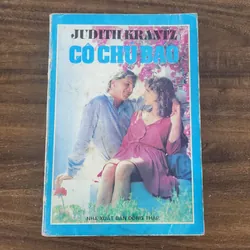 JUDITH KRANTZ
CÔ CHỦ BÁO
NHÀ XUẤT BẢN ĐỒNG THÁP